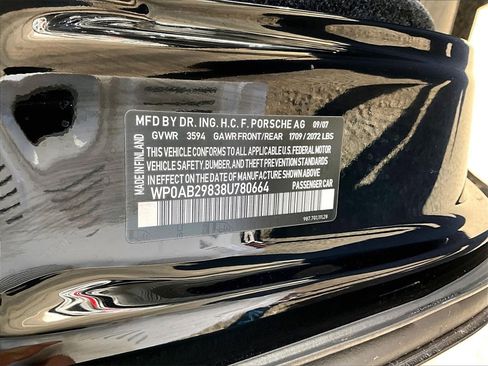 MFD BY DR. ING. H.C. F. PORSCHE AG 09/07
GVWR 3594 GAWR FRONT/REAR 1709/2072 LBS
THIS VEHICLE CONFORMS TO ALL U.S. FEDERAL MOTOR
VEHICLE SAFETY, BUMPER, AND THEFT PREVENTION STANDARDS
IN EFFECT ON THE DATE OF MANUFACTURE SHOWN ABOVE
WP0AB29838U780664 PASSENGER CAR
MADE IN FINLAND